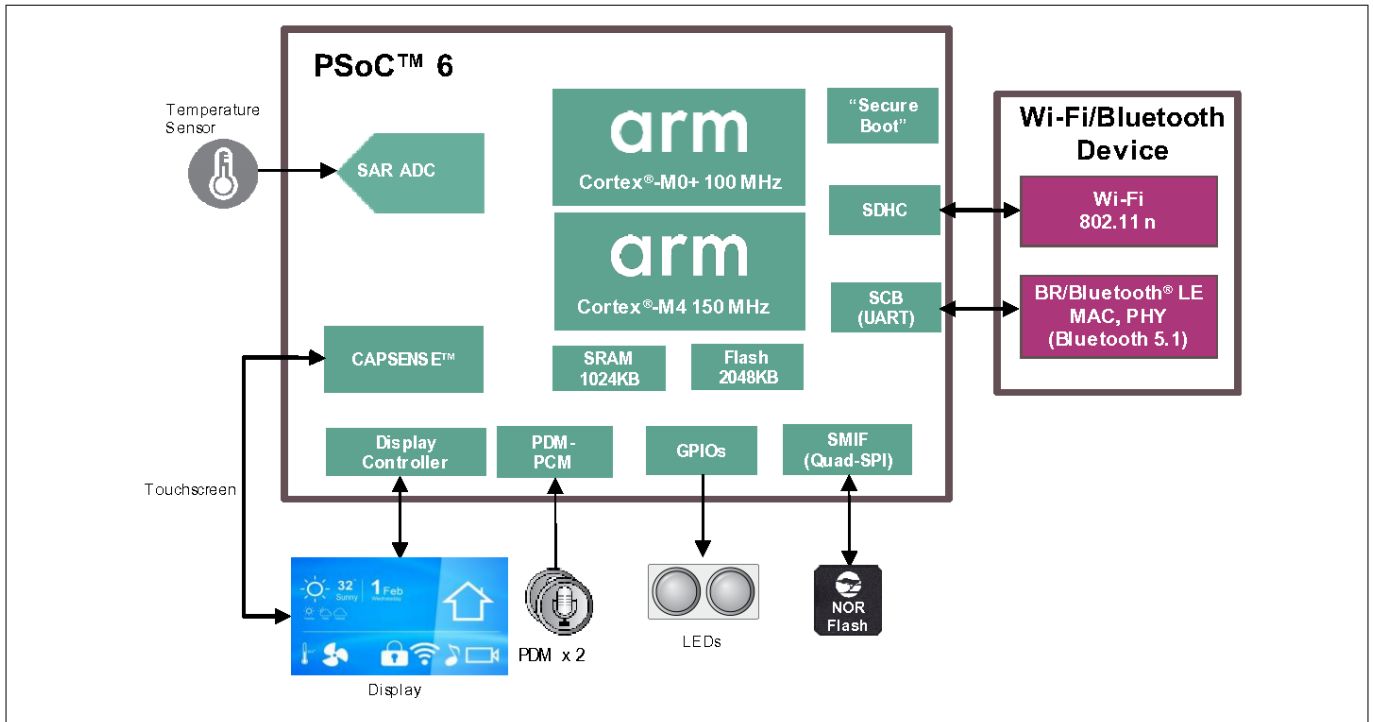 PSoC™ 6
Temperature
Sensor
SAR ADC
arm
Cortex®-M0+ 100 MHz
arm
Cortex®-M4 150 MHz
"Secure
Boot"
SDHC
SCB
(UART)
Wi-Fi/Bluetooth
Device
Wi-Fi
802.11 n
BR/Bluetooth® LE
MAC, PHY
(Bluetooth 5.1)
CAPSENSE™
SRAM
1024KB
Flash
2048KB
Display
Controller
PDM-
PCM
GPIOs
SMIF
(Quad-SPI)
Touchscreen
32°
Sunny
1 Feb
Wednesday
Display
PDM x 2
LEDs
NOR
Flash